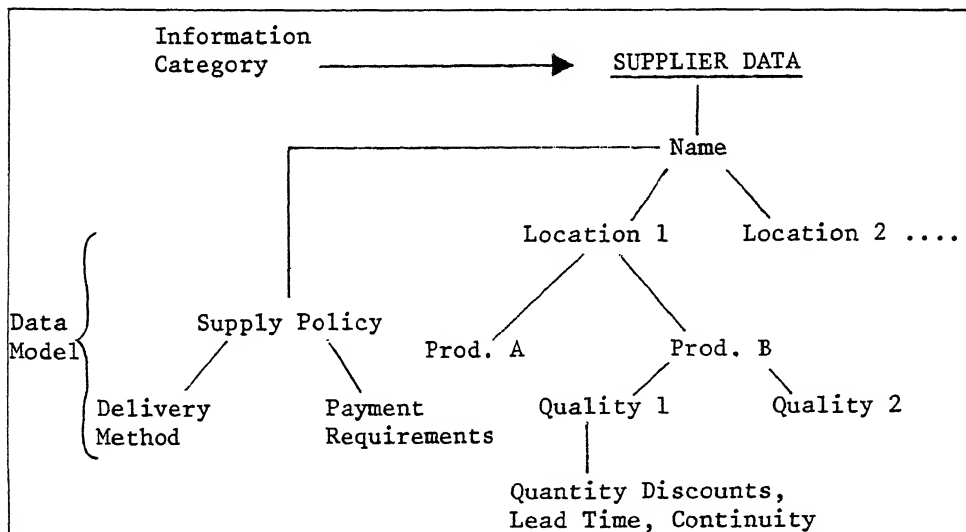 Information
Category
SUPPLIER DATA
Name
Location 1
Location 2 ....
Data
Model
Supply Policy
Prod. A
Prod. B
Delivery
Method
Payment
Requirements
Quality 1
Quality 2
Quantity Discounts,
Lead Time, Continuity